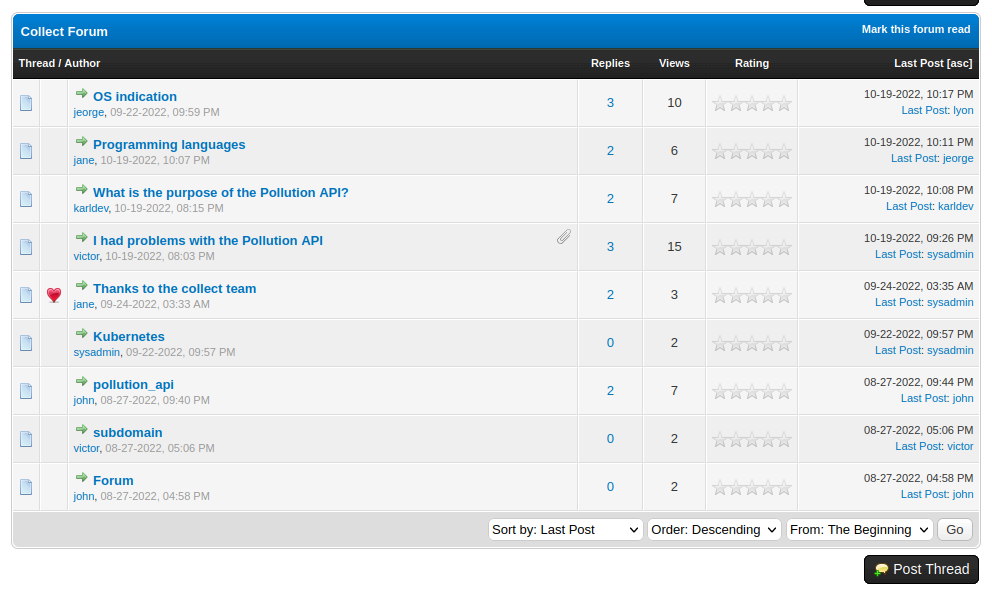 Collect Forum Mark this forum read
Thread / Author Replies Views Rating Last Post [asc]
OS indication
jeorge, 09-22-2022, 09:59 PM
3 10
10-19-2022, 10:17 PM
Last Post: lyon
Programming languages
jane, 10-19-2022, 10:07 PM
2 6
10-19-2022, 10:11 PM
Last Post: jeorge
What is the purpose of the Pollution API?
karldev, 10-19-2022, 08:15 PM
2 7
10-19-2022, 10:08 PM
Last Post: karldev
I had problems with the Pollution API
victor, 10-19-2022, 08:03 PM
3 15
10-19-2022, 09:26 PM
Last Post: sysadmin
Thanks to the collect team
jane, 09-24-2022, 03:33 AM
2 3
09-24-2022, 03:35 AM
Last Post: sysadmin
Kubernetes
sysadmin, 09-22-2022, 09:57 PM
0 2
09-22-2022, 09:57 PM
Last Post: sysadmin
pollution_api
john, 08-27-2022, 09:40 PM
2 7
08-27-2022, 09:44 PM
Last Post: john
subdomain
victor, 08-27-2022, 05:06 PM
0 2
08-27-2022, 05:06 PM
Last Post: victor
Forum
john, 08-27-2022, 04:58 PM
0 2
08-27-2022, 04:58 PM
Last Post: john
Sort by: Last Post Order: Descending From: The Beginning Go
Post Thread